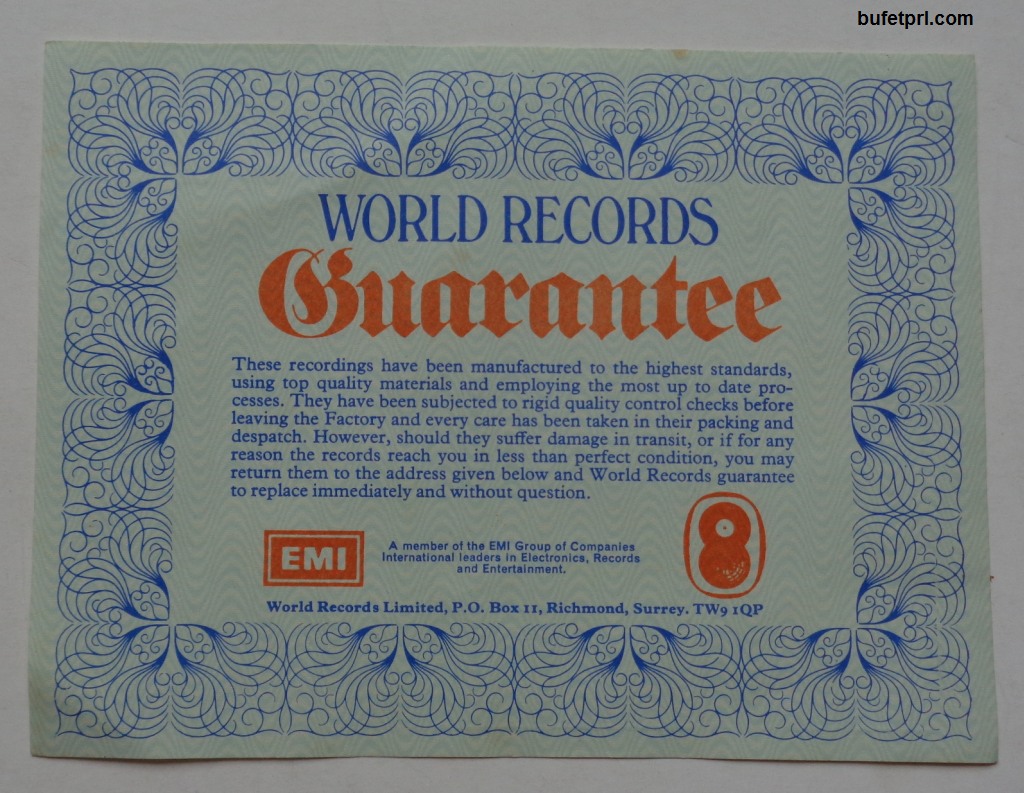 bufetprl.com
WORLD RECORDS
Guarantee
These recordings have been manufactured to the highest standards,
using top quality materials and employing the most up to date pro-
cesses. They have been subjected to rigid quality control checks before
leaving the Factory and every care has been taken in their packing and
despatch. However, should they suffer damage in transit, or if for any
reason the records reach you in less than perfect condition, you may
return them to the address given below and World Records guarantee
to replace immediately and without question.
EMI
A member of the EMI Group of Companies
International leaders in Electronics, Records
and Entertainment.
World Records Limited, P.O. Box 11, Richmond, Surrey. TW9 1QP